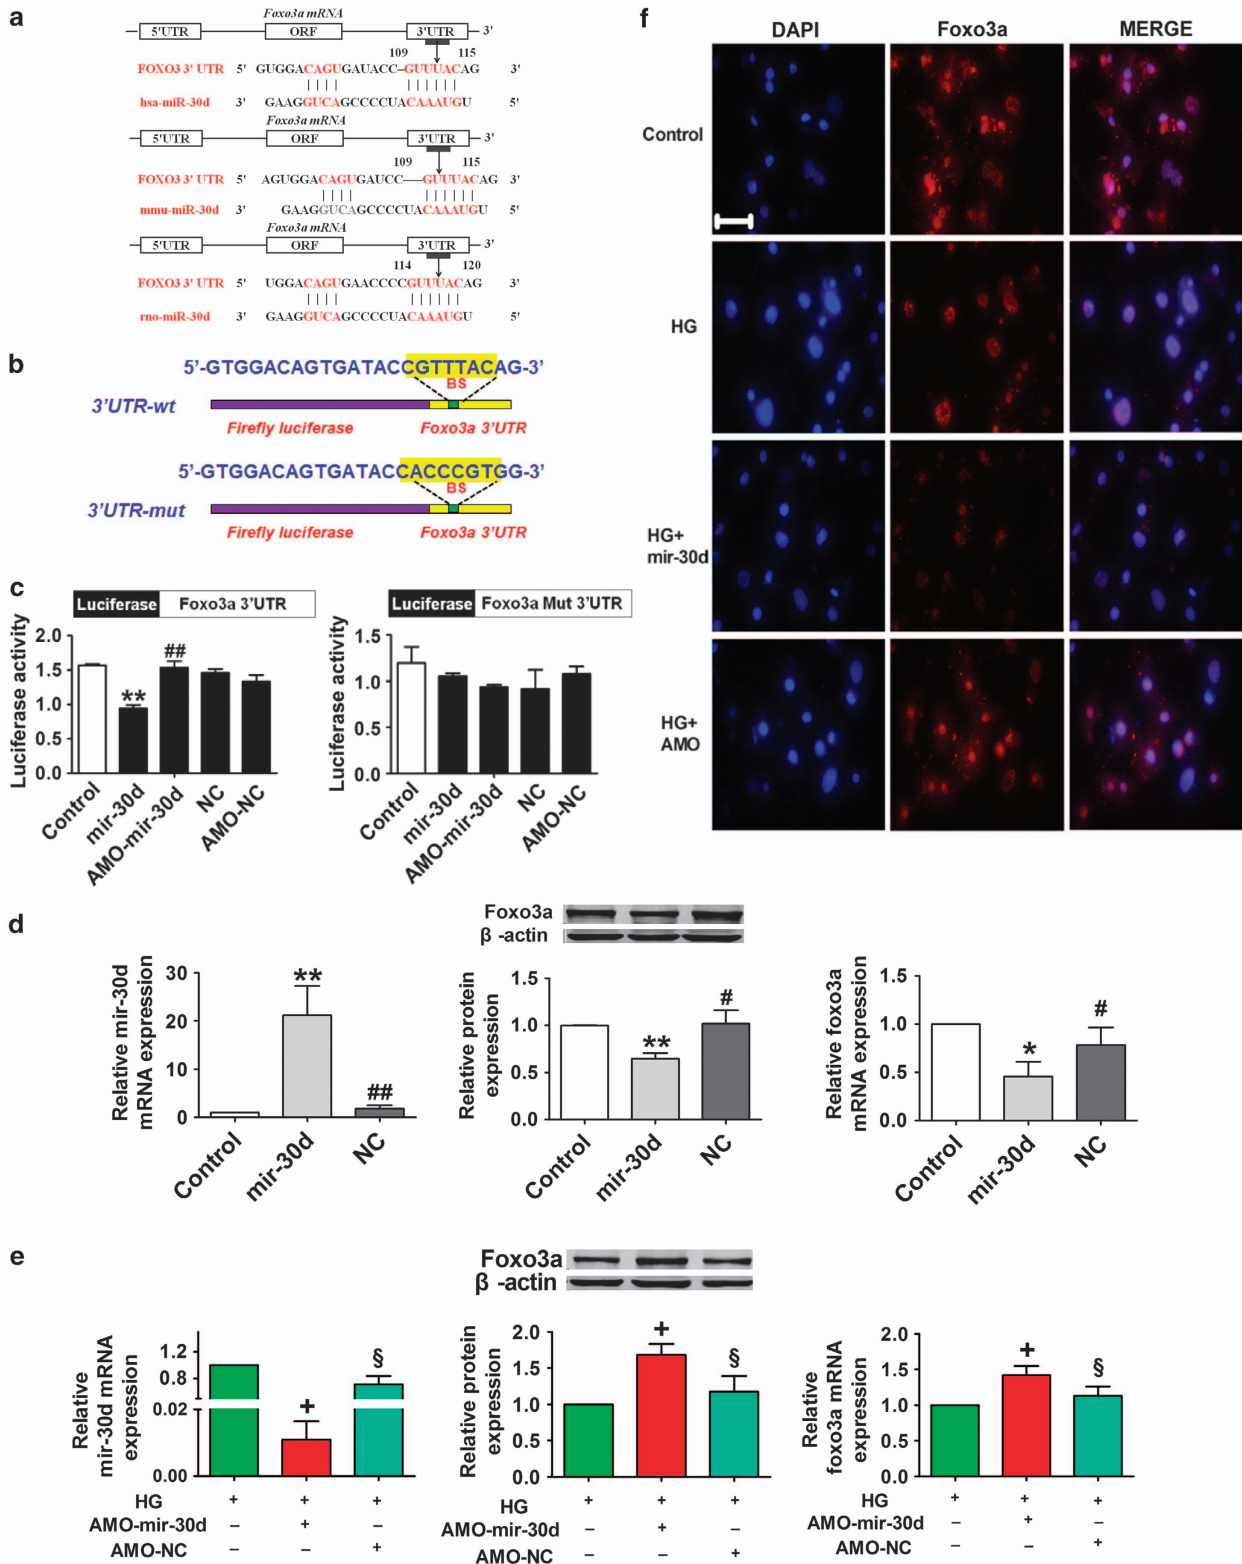 a
Foxo3a mRNA
5'UTR ORF 3'UTR 3'
109 115
FOXO3 3' UTR 5' GUGGACAGUGAUACC–GUUUACAG 3'
hsa-miR-30d 3' GAAGGUCAGCCCCUACAAAUGU 5'
Foxo3a mRNA
5'UTR ORF 3'UTR 3'
109 115
FOXO3 3' UTR 5' AGUGGACAGUGAUCC—GUUUACAG 3'
mmu-miR-30d 3' GAAGGUCAGCCCCUACAAAUGU 5'
Foxo3a mRNA
5'UTR ORF 3'UTR 3'
114 120
FOXO3 3' UTR 5' UGGACAGUGAACCCCGUUUACAG 3'
rno-miR-30d 3' GAAGGUCAGCCCCUACAAAUGU 5'
b
5'-GTGGACAGTGATACCGTTTACAG-3'
BS
3'UTR-wt
Firefly luciferase Foxo3a 3'UTR
5'-GTGGACAGTGATACCACCCGTGG-3'
BS
3'UTR-mut
Firefly luciferase Foxo3a 3'UTR
c
Luciferase Foxo3a 3'UTR
Luciferase activity
2.0
1.5
1.0
0.5
0.0
**
##
Control mir-30d AMO-mir-30d NC AMO-NC
Luciferase Foxo3a Mut 3'UTR
Luciferase activity
1.5
1.0
0.5
0.0
Control mir-30d AMO-mir-30d NC AMO-NC
d
Relative mir-30d
mRNA expression
30
20
10
0
**
##
Control mir-30d NC
Foxo3a
β -actin
Relative protein
expression
1.5
1.0
0.5
0.0
**
#
Control mir-30d NC
Relative foxo3a
mRNA expression
1.5
1.0
0.5
0.0
*
#
Control mir-30d NC
e
Relative
mir-30d mRNA
expression
1.2
0.8
0.02
0.00
+
§
HG + + +
AMO-mir-30d – + –
AMO-NC – – +
Foxo3a
β -actin
Relative protein
expression
2.0
1.5
1.0
0.5
0.0
+
§
HG + + +
AMO-mir-30d – + –
AMO-NC – – +
Relative
foxo3a mRNA
expression
2.0
1.5
1.0
0.5
0.0
+
§
HG + + +
AMO-mir-30d – + –
AMO-NC – – +
f
DAPI Foxo3a MERGE
Control
HG
HG+
mir-30d
HG+
AMO